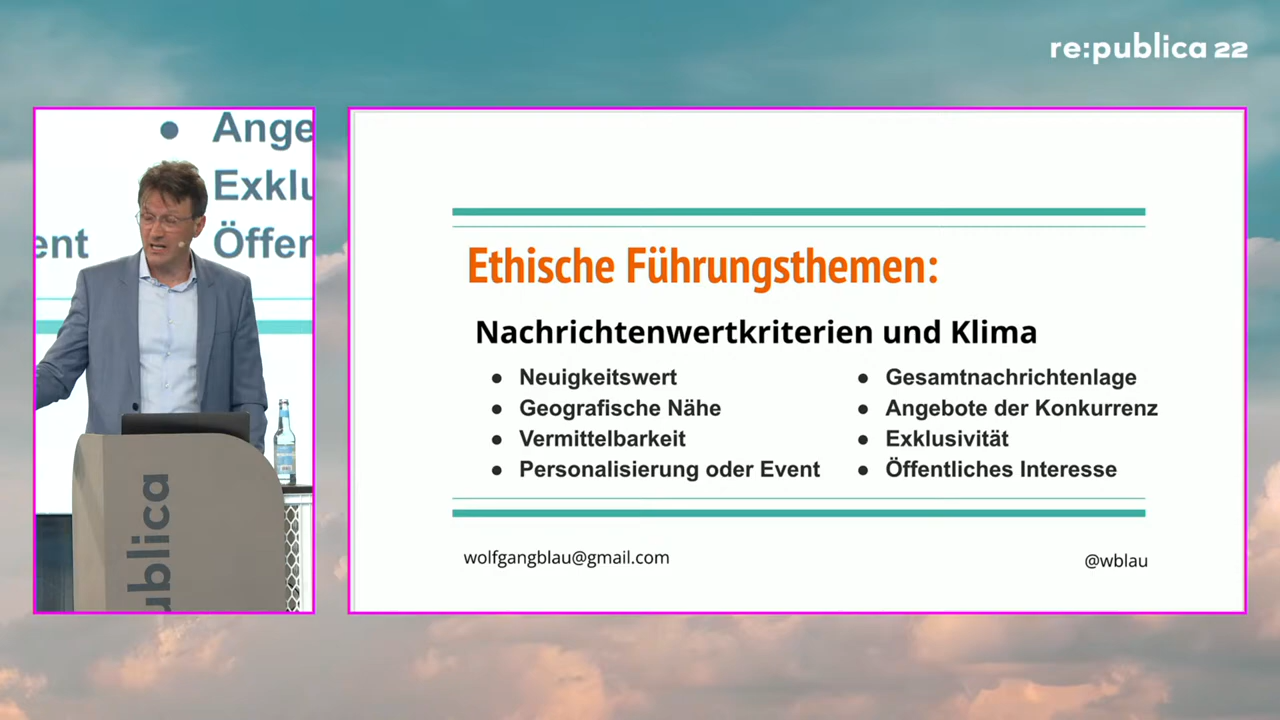 re:publica 22
Ange
Exklu
ent
Öffen
ublica
Ethische Führungsthemen:
Nachrichtenwertkriterien und Klima
● Neuigkeitswert
● Geografische Nähe
● Vermittelbarkeit
● Personalisierung oder Event
● Gesamtnachrichtenlage
● Angebote der Konkurrenz
● Exklusivität
● Öffentliches Interesse
wolfgangblau@gmail.com
@wblau